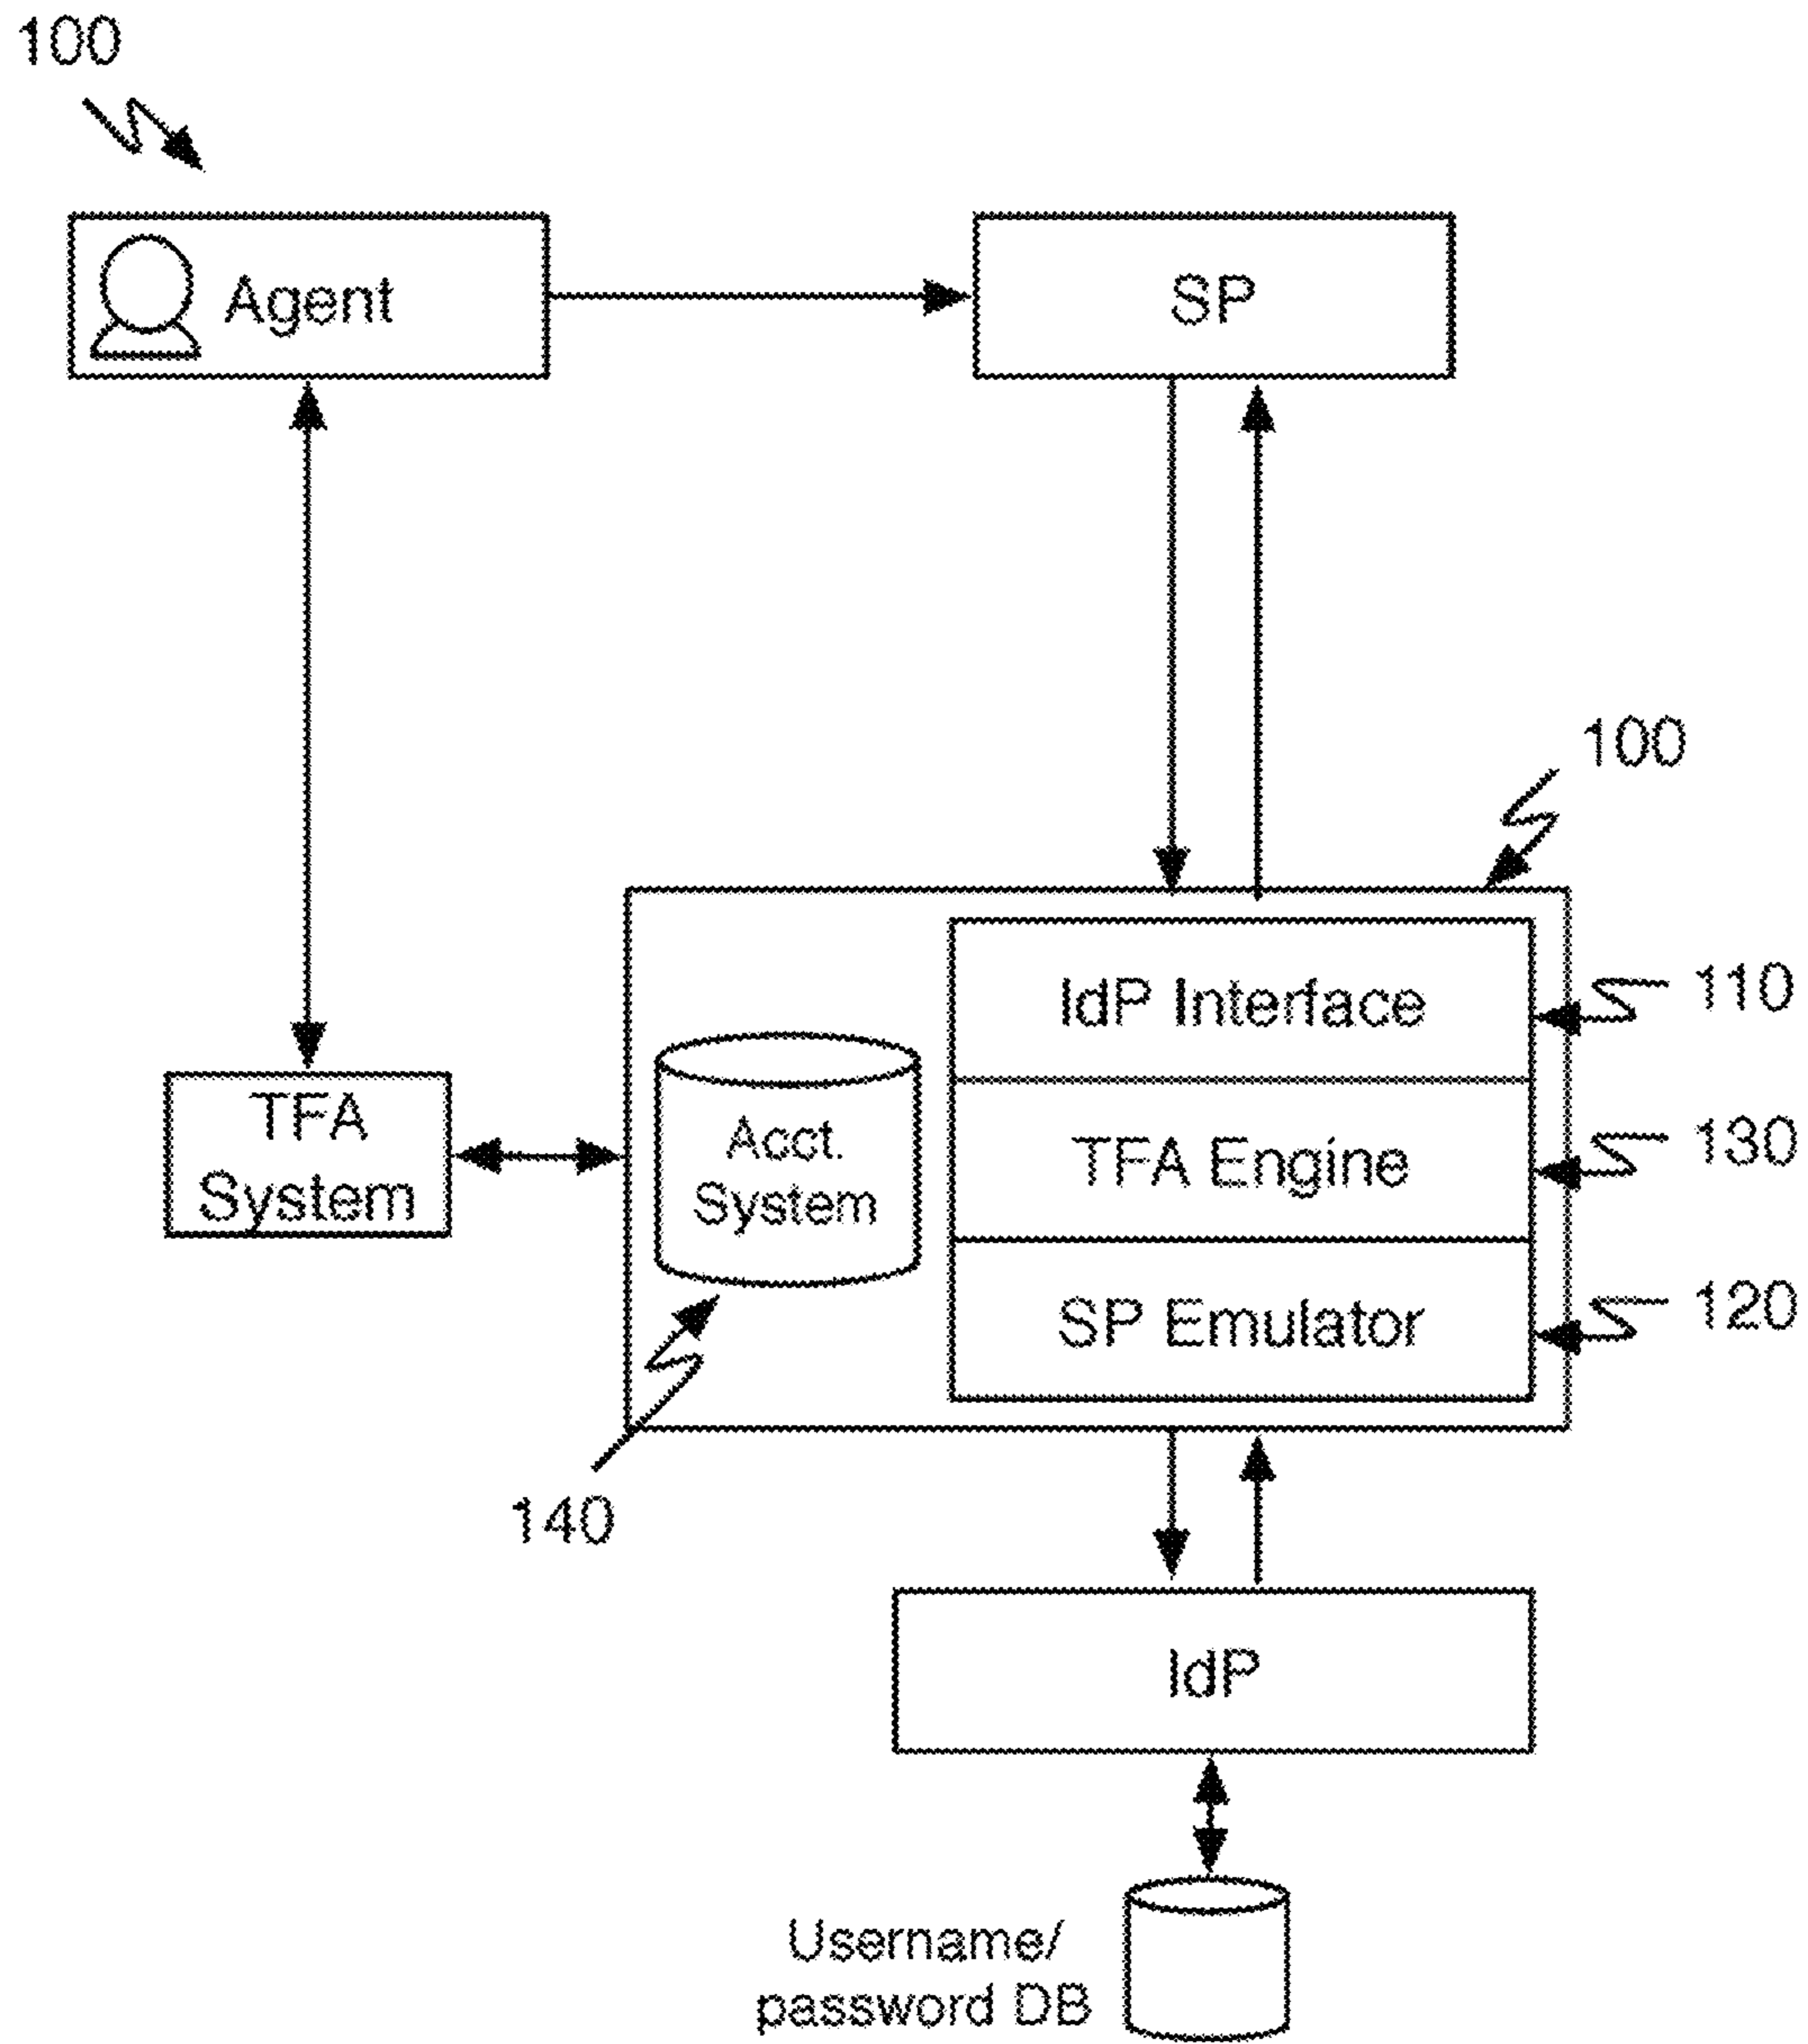 100
Agent
SP
100
IdP Interface
110
TFA
System
Acct.
System
TFA Engine
130
SP Emulator
120
140
IdP
Username/
password DB